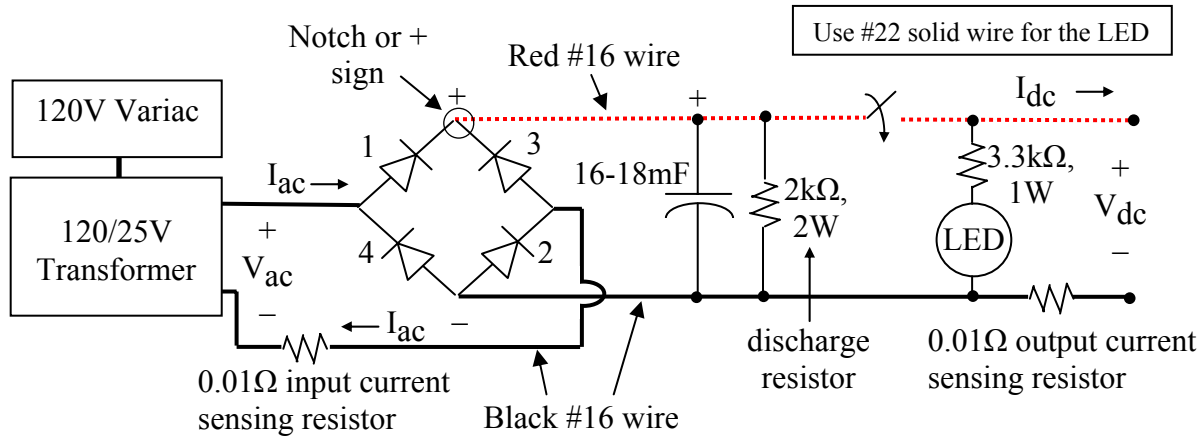 Notch or +
sign
Use #22 solid wire for the LED
Red #16 wire
120V Variac
+
+
I_dc
1
3
3.3kΩ,
1W
I_ac
16-18mF
2kΩ,
2W
+
V_dc
–
120/25V
Transformer
+
V_ac
–
4
2
LED
I_ac
–
discharge
resistor
0.01Ω output current
sensing resistor
0.01Ω input current
sensing resistor
Black #16 wire